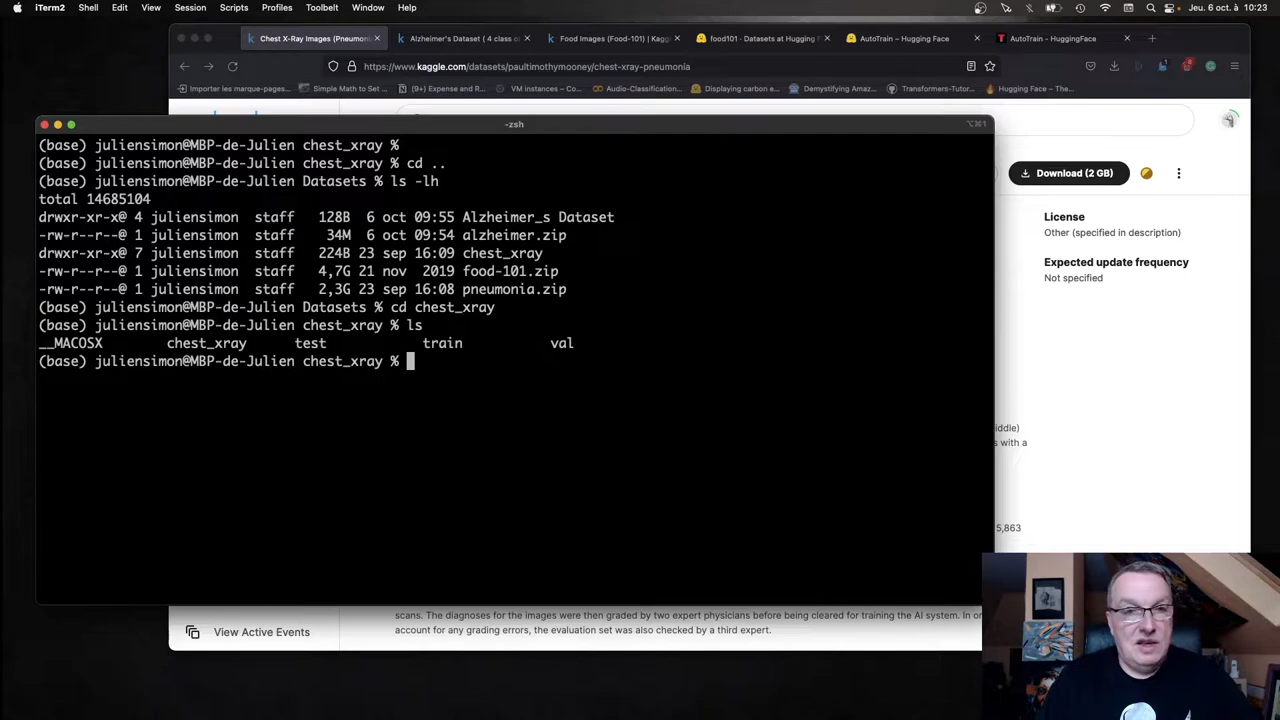 iTerm2 Shell Edit View Session Scripts Profiles Toolbelt Window Help
Jeu. 6 oct. à 10:23
Chest X-Ray Images (Pneumoni
Alzheimer's Dataset ( 4 class of
Food Images (Food-101) | Kagg
food101 · Datasets at Hugging F
AutoTrain – Hugging Face
AutoTrain - HuggingFace
https://www.kaggle.com/datasets/paultimothymooney/chest-xray-pneumonia
Importer les marque-pages...
Simple Math to Set ...
(9+) Expense and R...
VM instances – Co...
Audio-Classification...
Displaying carbon e...
Demystifying Amaz...
Transformers-Tutor...
Hugging Face – The...
-zsh
⌥⌘1
(base) juliensimon@MBP-de-Julien chest_xray %
(base) juliensimon@MBP-de-Julien chest_xray % cd ..
(base) juliensimon@MBP-de-Julien Datasets % ls -lh
total 14685104
drwxr-xr-x@ 4 juliensimon staff 128B 6 oct 09:55 Alzheimer_s Dataset
-rw-r--r--@ 1 juliensimon staff 34M 6 oct 09:54 alzheimer.zip
drwxr-xr-x@ 7 juliensimon staff 224B 23 sep 16:09 chest_xray
-rw-r--r--@ 1 juliensimon staff 4,7G 21 nov 2019 food-101.zip
-rw-r--r--@ 1 juliensimon staff 2,3G 23 sep 16:08 pneumonia.zip
(base) juliensimon@MBP-de-Julien Datasets % cd chest_xray
(base) juliensimon@MBP-de-Julien chest_xray % ls
__MACOSX chest_xray test train val
(base) juliensimon@MBP-de-Julien chest_xray %
Download (2 GB)
License
Other (specified in description)
Expected update frequency
Not specified
iddle)
s with a
5,863
scans. The diagnoses for the images were then graded by two expert physicians before being cleared for training the AI system. In
account for any grading errors, the evaluation set was also checked by a third expert.
View Active Events